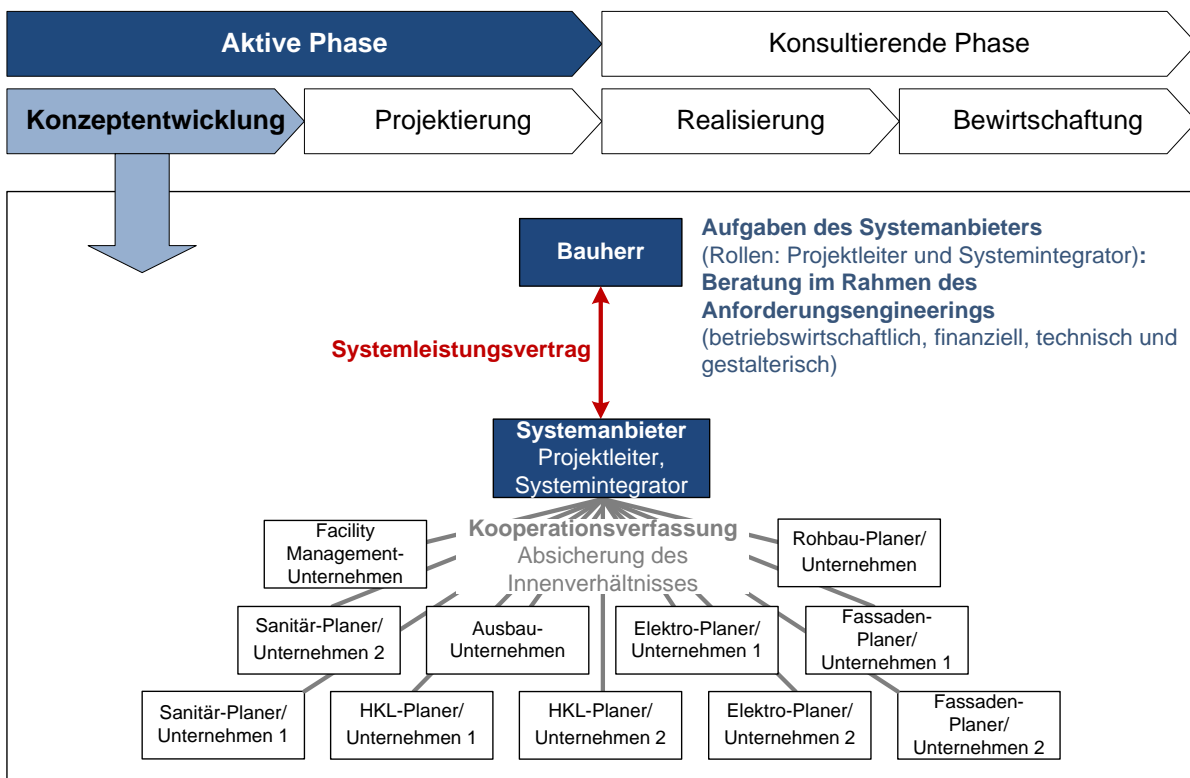 Aktive Phase
Konsultierende Phase
Konzeptentwicklung
Projektierung
Realisierung
Bewirtschaftung
Bauherr
Aufgaben des Systemanbieters
(Rollen: Projektleiter und Systemintegrator):
Beratung im Rahmen des
Anforderungsengineerings
(betriebswirtschaftlich, finanziell, technisch und
gestalterisch)
Systemleistungsvertrag
Systemanbieter
Projektleiter,
Systemintegrator
Kooperationsverfassung
Absicherung des
Innenverhältnisses
Facility
Management-
Unternehmen
Rohbau-Planer/
Unternehmen
Sanitär-Planer/
Unternehmen 2
Ausbau-
Unternehmen
Elektro-Planer/
Unternehmen 1
Fassaden-
Planer/
Unternehmen 1
Sanitär-Planer/
Unternehmen 1
HKL-Planer/
Unternehmen 1
HKL-Planer/
Unternehmen 2
Elektro-Planer/
Unternehmen 2
Fassaden-
Planer/
Unternehmen 2